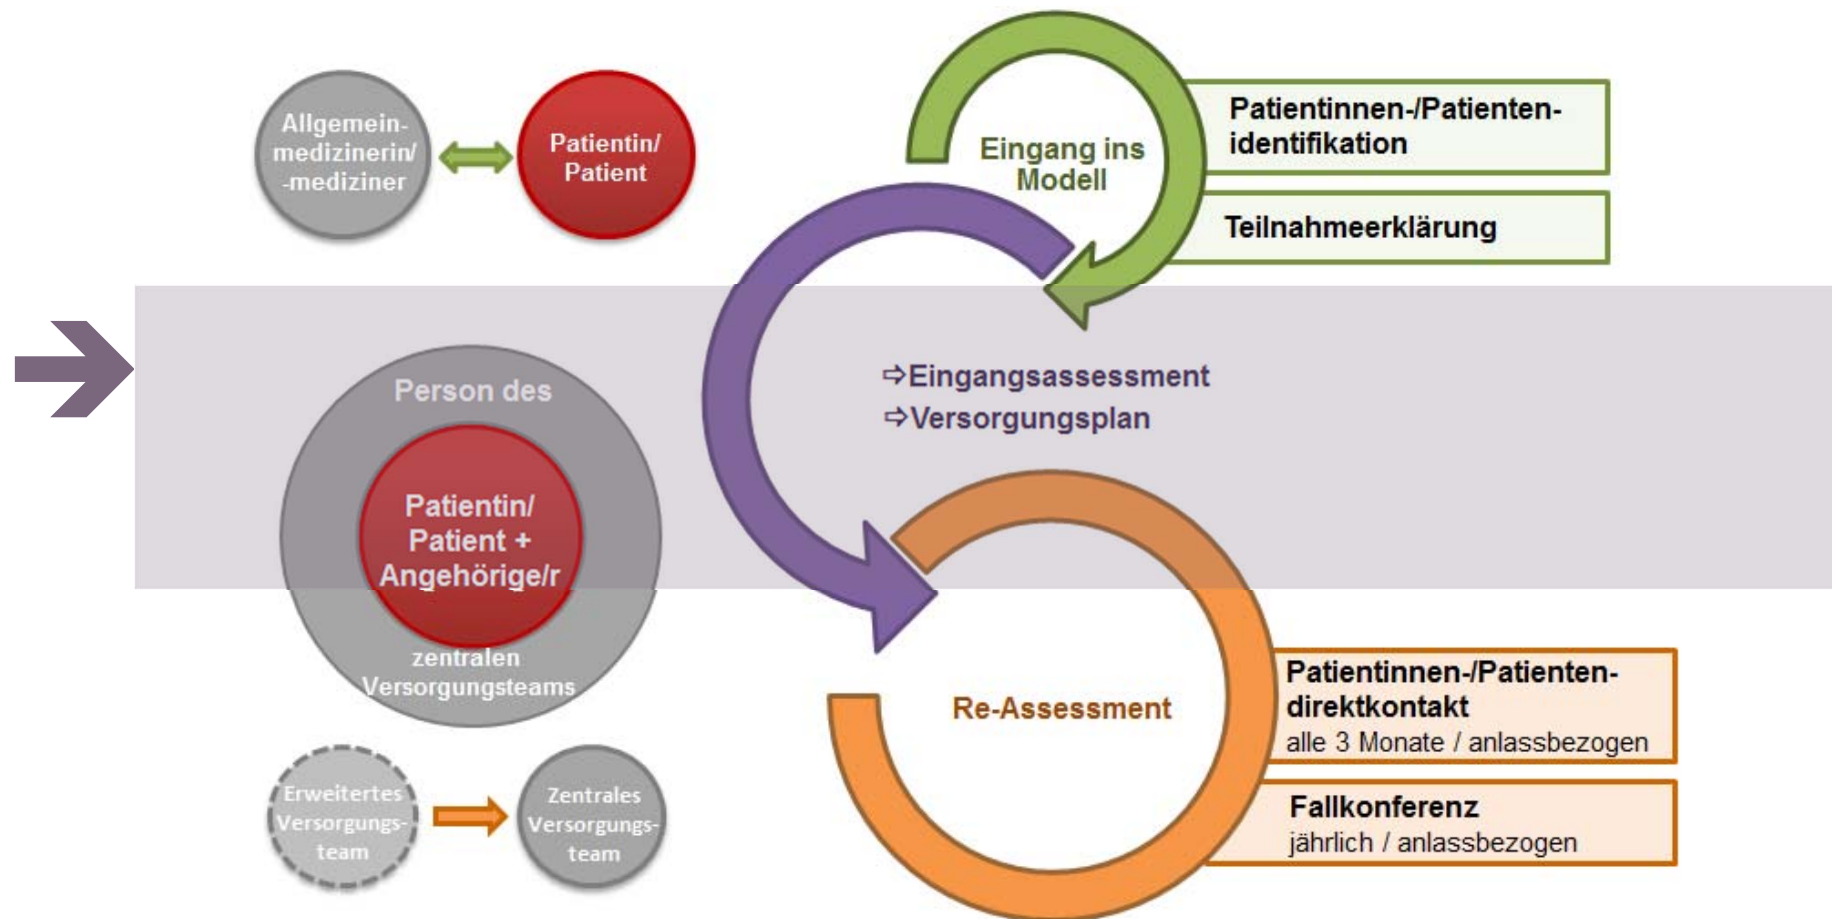 Allgemein-
medizinerin/
-mediziner
Patientin/
Patient
Eingang ins
Modell
Patientinnen-/Patienten-
identifikation
Teilnahmeerklärung
Person des
Patientin/
Patient +
Angehörige/r
zentralen
Versorgungsteams
⇨Eingangsassessment
⇨Versorgungsplan
Erweitertes
Versorgungs-
team
Zentrales
Versorgungs-
team
Re-Assessment
Patientinnen-/Patienten-
direktkontakt
alle 3 Monate / anlassbezogen
Fallkonferenz
jährlich / anlassbezogen